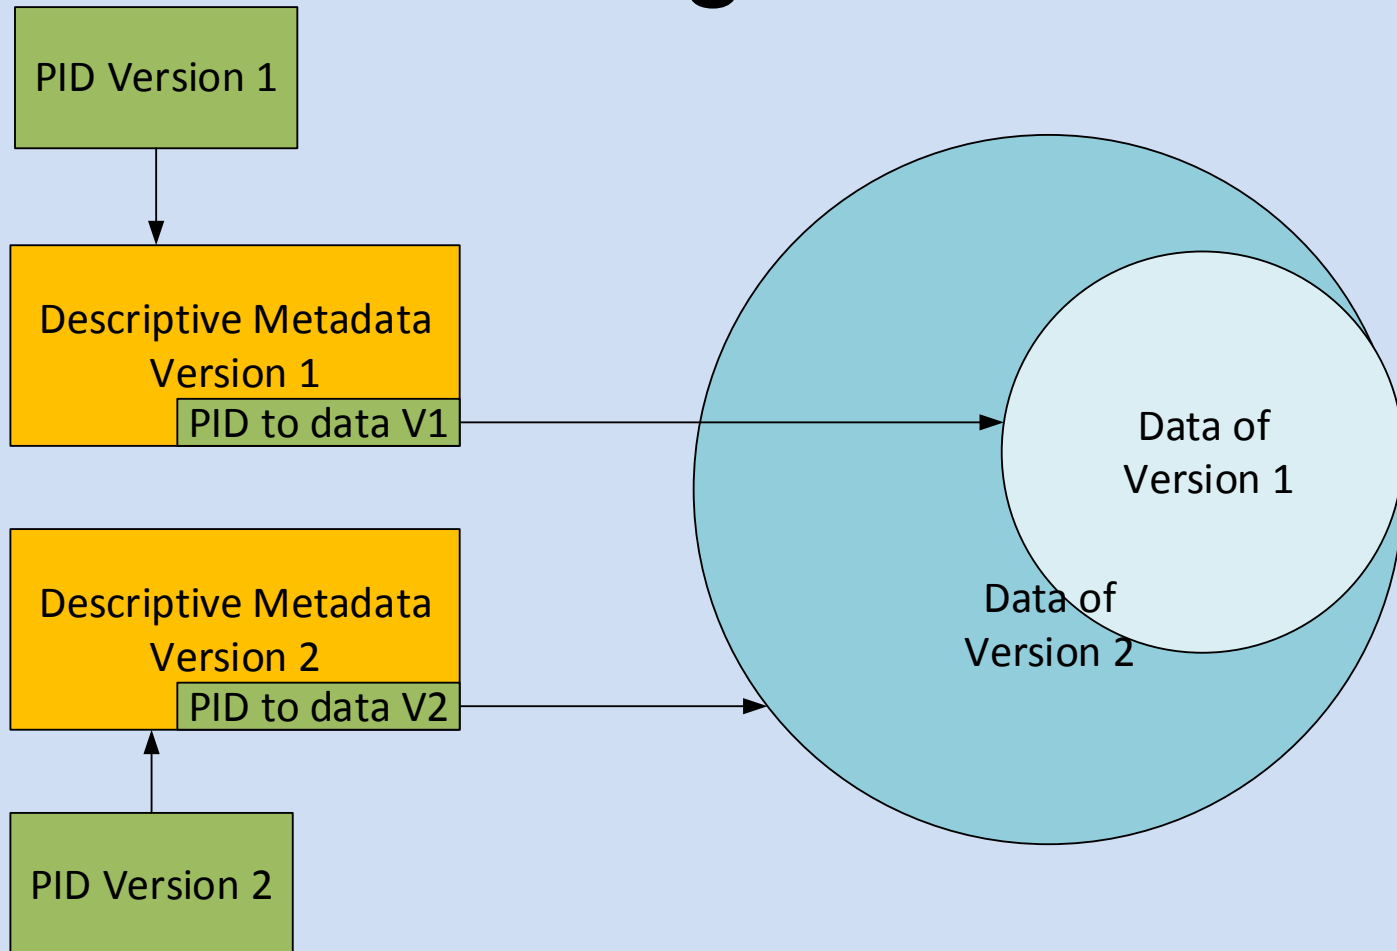 PID Version 1
Descriptive Metadata
Version 1
PID to data V1
Data of
Version 1
Descriptive Metadata
Version 2
PID to data V2
Data of
Version 2
PID Version 2